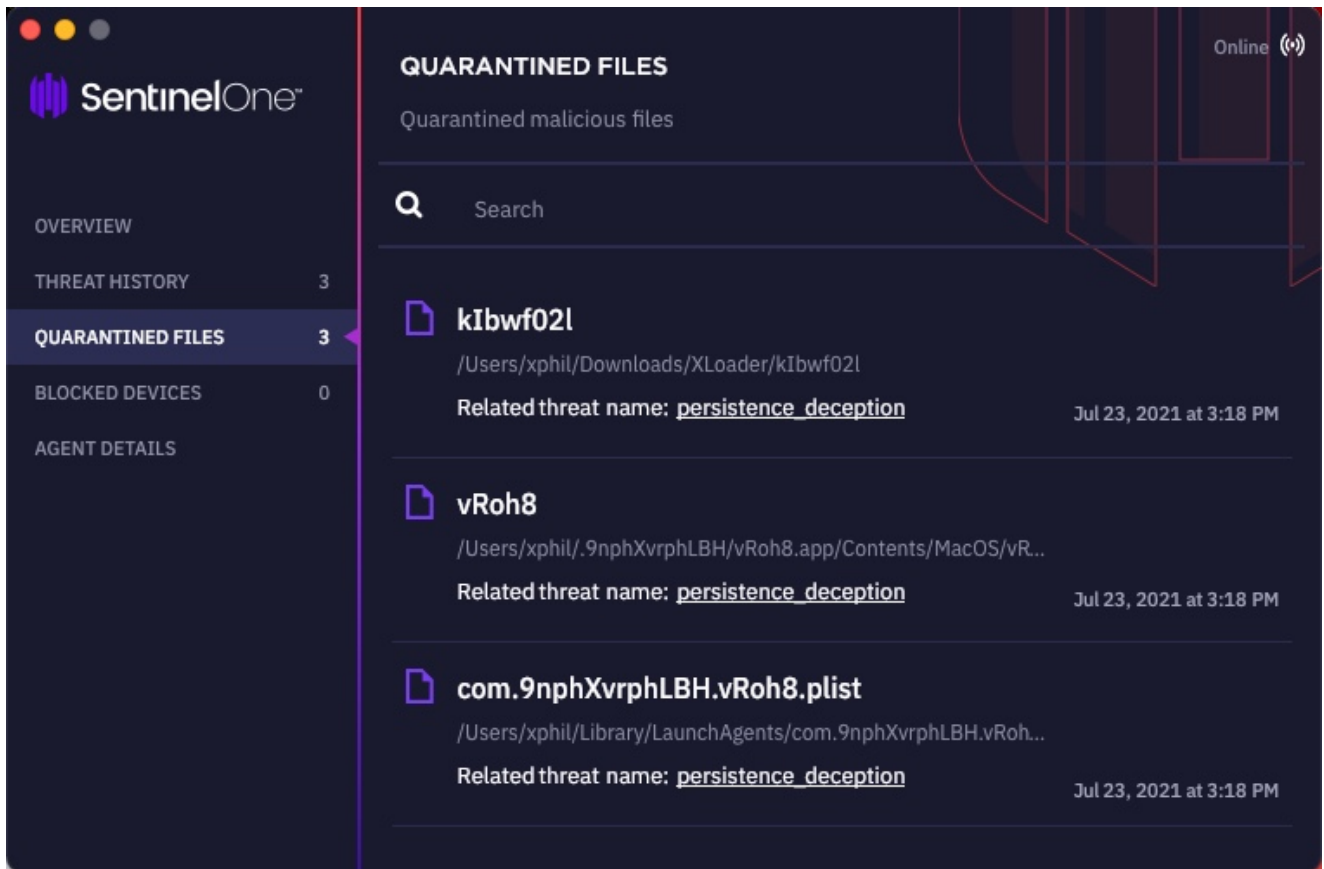 SentinelOne™
OVERVIEW
THREAT HISTORY 3
QUARANTINED FILES 3
BLOCKED DEVICES 0
AGENT DETAILS
Online
QUARANTINED FILES
Quarantined malicious files
Search
kIbwf02l
/Users/xphil/Downloads/XLoader/kIbwf02l
Related threat name: persistence_deception
Jul 23, 2021 at 3:18 PM
vRoh8
/Users/xphil/.9nphXvrphLBH/vRoh8.app/Contents/MacOS/vR...
Related threat name: persistence_deception
Jul 23, 2021 at 3:18 PM
com.9nphXvrphLBH.vRoh8.plist
/Users/xphil/Library/LaunchAgents/com.9nphXvrphLBH.vRoh...
Related threat name: persistence_deception
Jul 23, 2021 at 3:18 PM